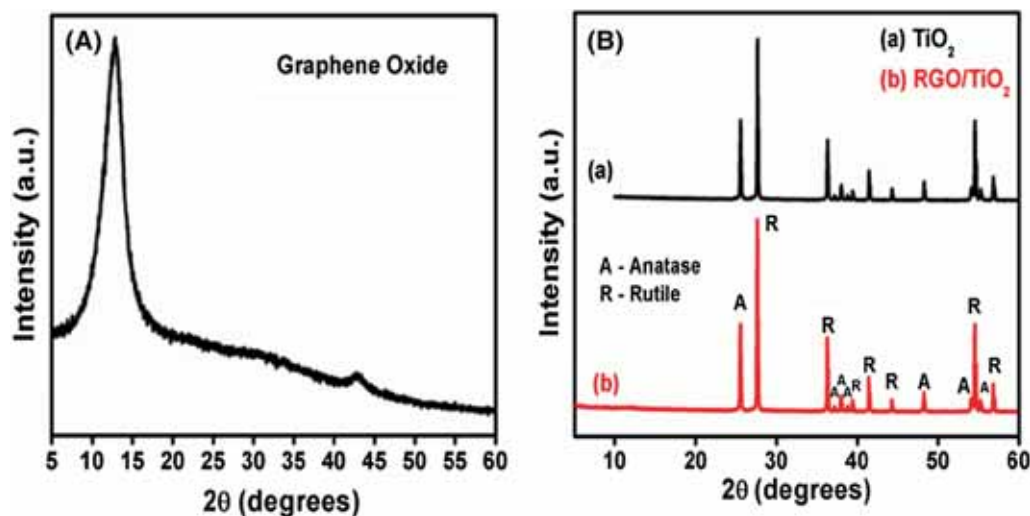 (A)
Graphene Oxide
Intensity (a.u.)
5 10 15 20 25 30 35 40 45 50 55 60
2θ (degrees)
(B)
(a) TiO₂
(b) RGO/TiO₂
(a)
A - Anatase
R - Rutile
(b)
A R R A A A R R R A A R A R
Intensity (a.u.)
10 20 30 40 50 60
2θ (degrees)